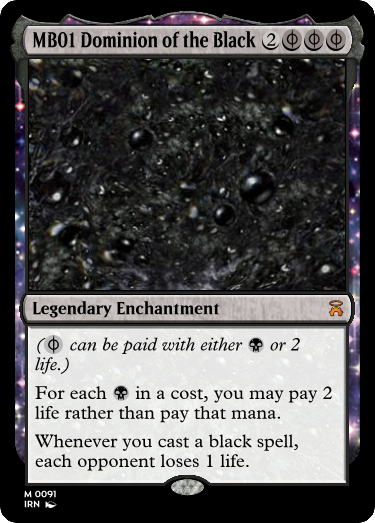 MB01 Dominion of the Black 2
Legendary Enchantment
( can be paid with either or 2
life.)
For each in a cost, you may pay 2
life rather than pay that mana.
Whenever you cast a black spell,
each opponent loses 1 life.
M 0091
IRN